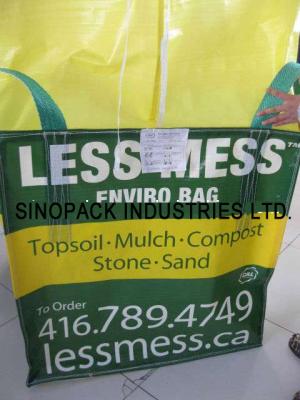 LESS MESS TM
ENVIRO BAG
SINOPACK INDUSTRIES LTD.
Topsoil · Mulch · Compost
Stone · Sand
To Order
416.789.4749
lessmess.ca